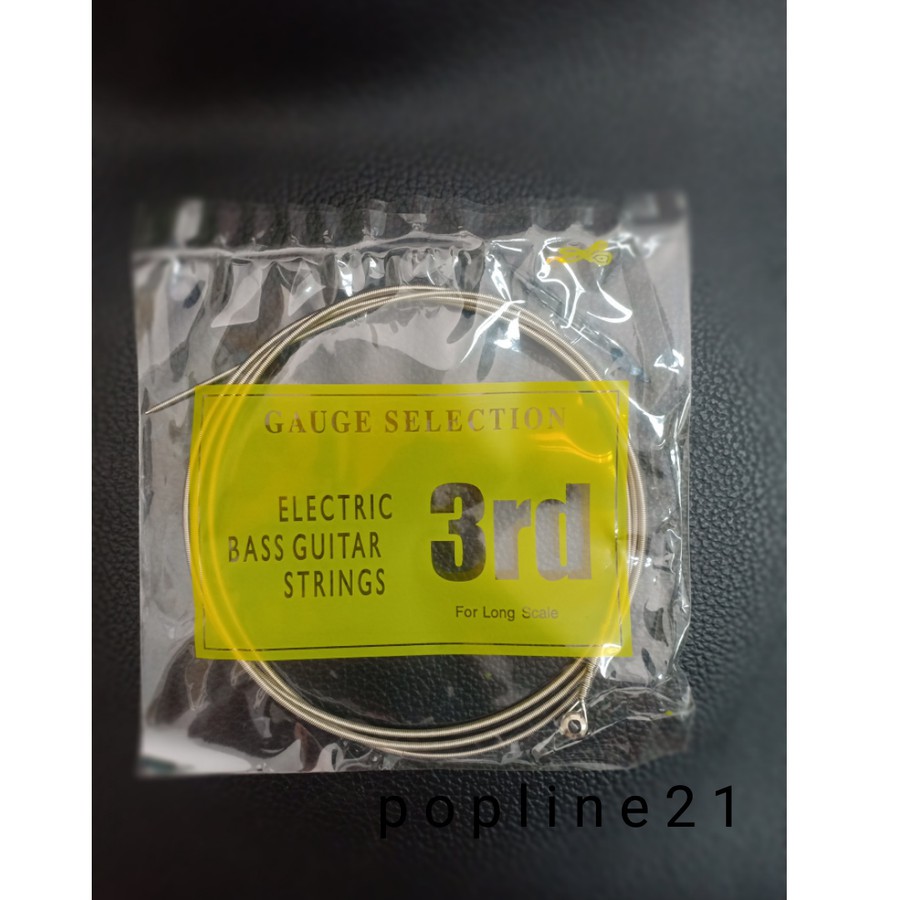 GAUGE SELECTION
ELECTRIC
BASS GUITAR
STRINGS
3rd
For Long Scale
popline21